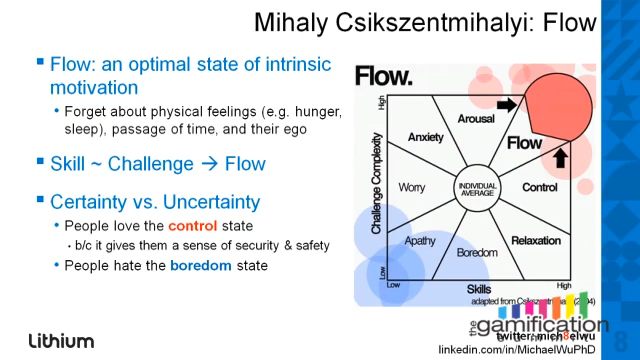 Mihaly Csikszentmihalyi: Flow
Flow: an optimal state of intrinsic
motivation
Forget about physical feelings (e.g. hunger,
sleep), passage of time, and their ego
Skill ~ Challenge → Flow
Certainty vs. Uncertainty
People love the control state
b/c it gives them a sense of security & safety
People hate the boredom state
Flow.
High
Challenge Complexity
Low
Arousal
Anxiety
Flow
Worry
INDIVIDUAL
AVERAGE
Control
Apathy
Boredom
Relaxation
Low
Skills
High
adapted from Csikszentmihalyi (2004)
the
gamification
twitter: mich8elwu
linkedin.com/in/MichaelWuPhD
Lithium
8